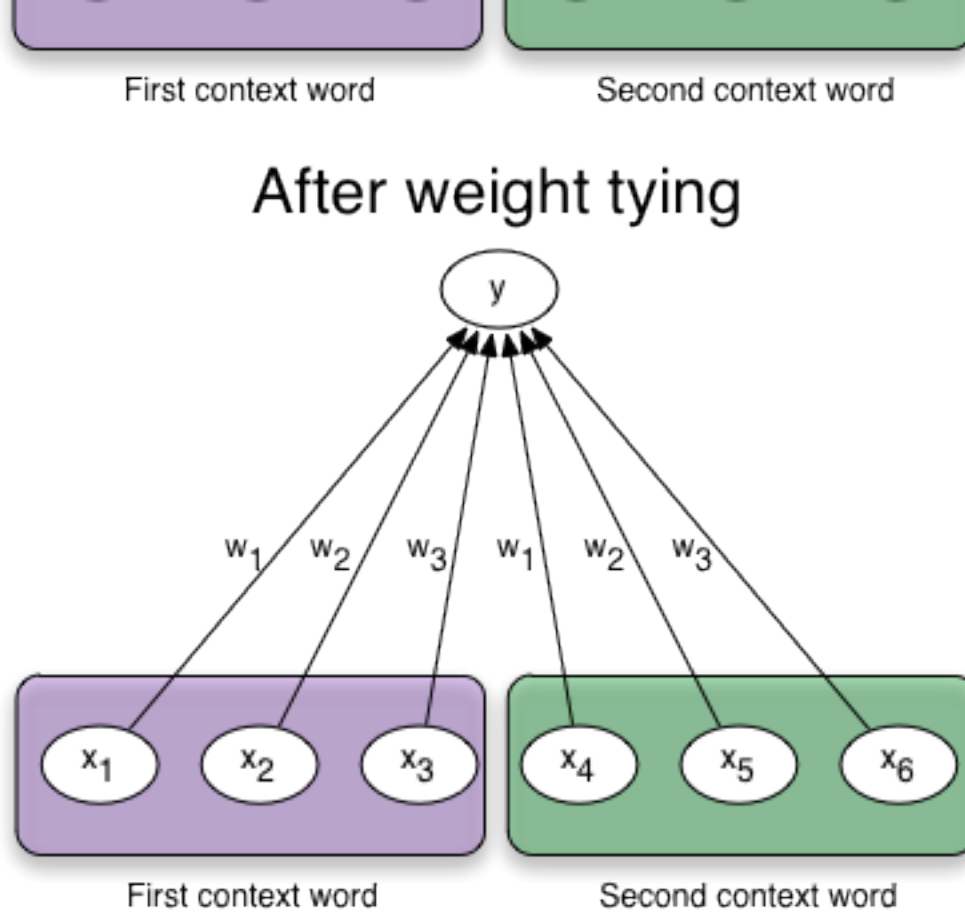 First context word Second context word
After weight tying
y
w1 w2 w3 w1 w2 w3
x1 x2 x3 x4 x5 x6
First context word Second context word